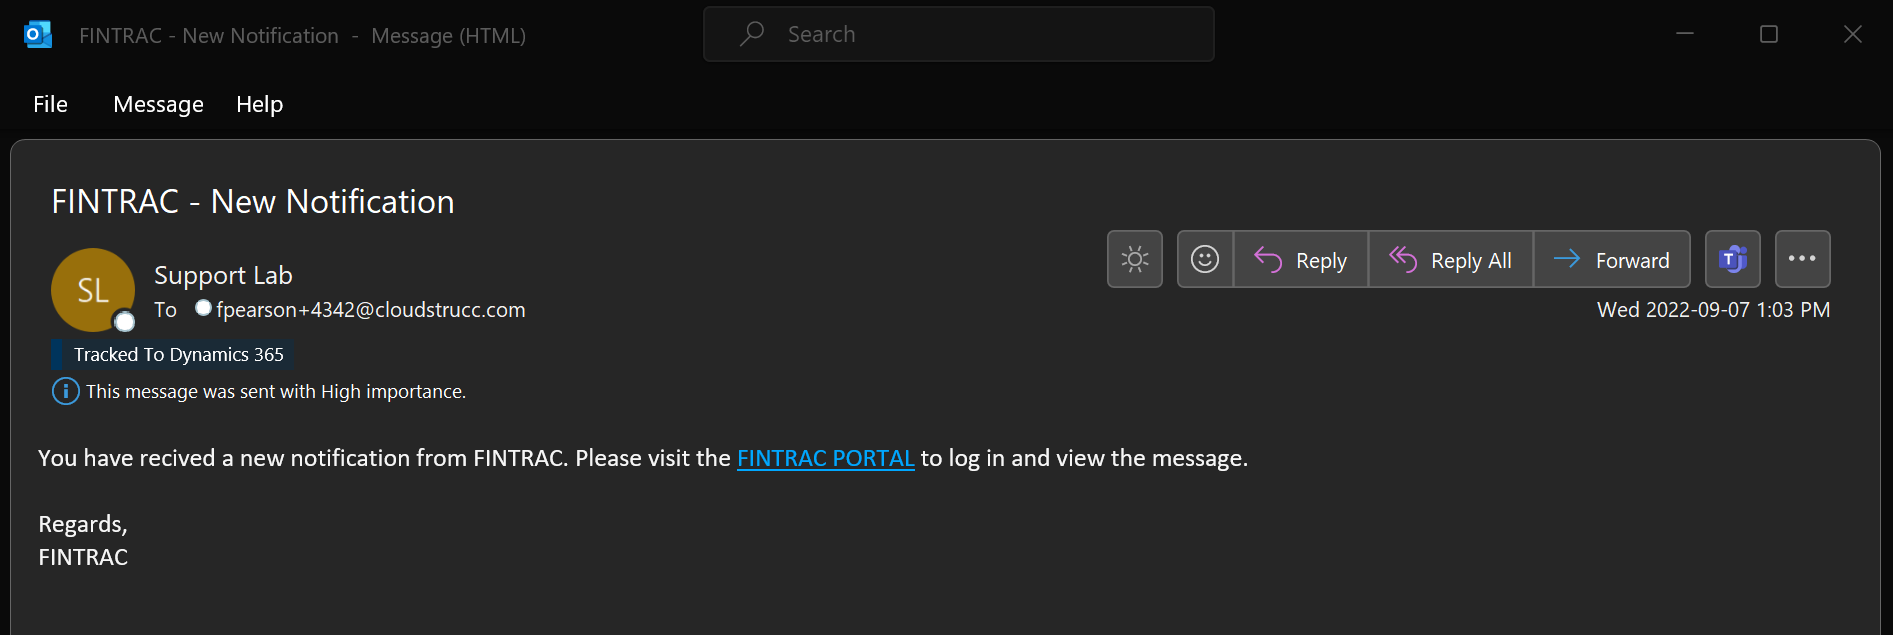 FINTRAC - New Notification - Message (HTML)
Search
File Message Help
FINTRAC - New Notification
SL
Support Lab
Reply Reply All Forward
To fpearson+4342@cloudstrucc.com
Wed 2022-09-07 1:03 PM
Tracked To Dynamics 365
This message was sent with High importance.
You have recived a new notification from FINTRAC. Please visit the FINTRAC PORTAL to log in and view the message.
Regards,
FINTRAC